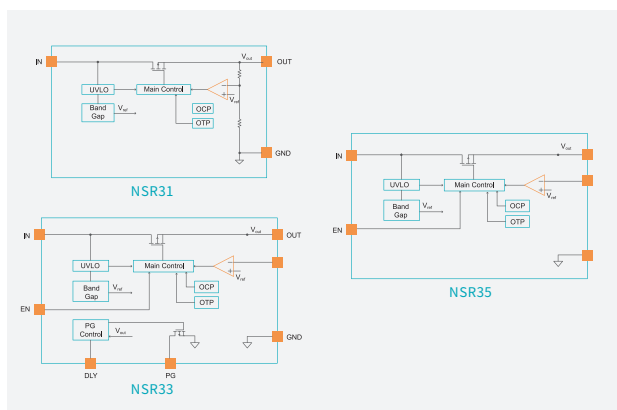 Vout
IN
OUT
UVLO
Main Control
Band
Gap
Vref
Vref
OCP
OTP
GND
NSR31
Vout
IN
OUT
UVLO
Main Control
Band
Gap
Vref
Vref
OCP
OTP
EN
PG
Control
Vout
GND
DLY
PG
NSR33
Vout
IN
UVLO
Main Control
Band
Gap
Vref
Vref
OCP
OTP
EN
NSR35